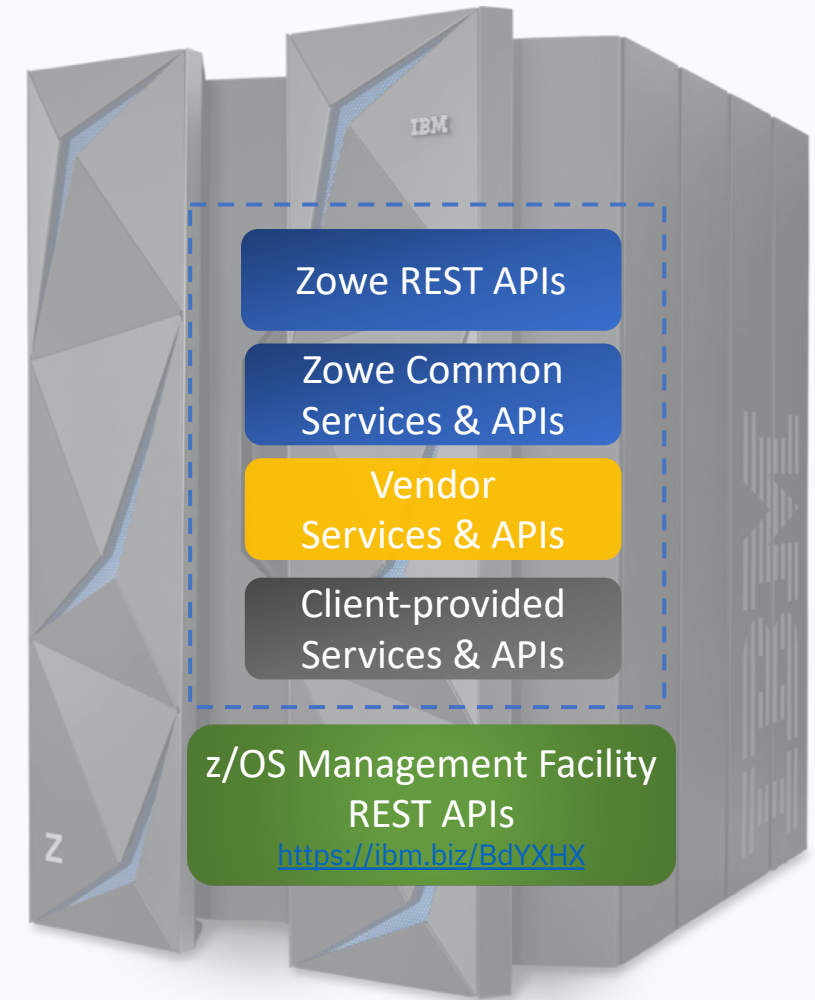 IBM
Zowe REST APIs
Zowe Common
Services & APIs
Vendor
Services & APIs
Client-provided
Services & APIs
z/OS Management Facility
REST APIs
https://ibm.biz/BdYXHX
Z
IBM